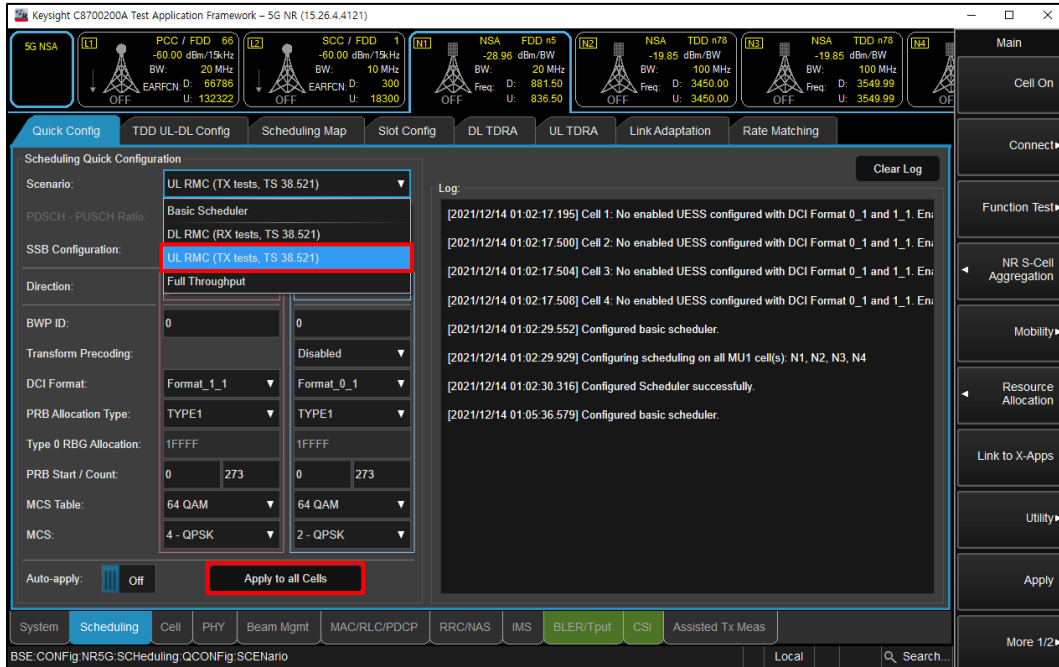 Keysight C8700200A Test Application Framework – 5G NR (15.26.4.4121)
5G NSA
L1
PCC / FDD 66
-60.00 dBm/15kHz
BW: 20 MHz
EARFCN: D: 66786
U: 132322
OFF
L2
SCC / FDD 1
-60.00 dBm/15kHz
BW: 10 MHz
EARFCN: D: 300
U: 18300
OFF
N1
NSA FDD n5
-28.96 dBm/BW
BW: 20 MHz
Freq: D: 881.50
U: 836.50
OFF
N2
NSA TDD n78
-19.85 dBm/BW
BW: 100 MHz
Freq: D: 3450.00
U: 3450.00
OFF
N3
NSA TDD n78
-19.85 dBm/BW
BW: 100 MHz
Freq: D: 3549.99
U: 3549.99
OFF
N4
Quick Config TDD UL-DL Config Scheduling Map Slot Config DL TDRA UL TDRA Link Adaptation Rate Matching
Scheduling Quick Configuration
Scenario: UL RMC (TX tests, TS 38.521)
Basic Scheduler
PDSCH - PUSCH Ratio:
DL RMC (RX tests, TS 38.521)
SSB Configuration:
UL RMC (TX tests, TS 38.521)
Full Throughput
Direction:
BWP ID: 0 0
Transform Precoding: Disabled
DCI Format: Format_1_1 Format_0_1
PRB Allocation Type: TYPE1 TYPE1
Type 0 RBG Allocation: 1FFFF 1FFFF
PRB Start / Count: 0 273 0 273
MCS Table: 64 QAM 64 QAM
MCS: 4 - QPSK 2 - QPSK
Auto-apply: Off Apply to all Cells
Clear Log
Log:
[2021/12/14 01:02:17.195] Cell 1: No enabled UESS configured with DCI Format 0_1 and 1_1. Ena
[2021/12/14 01:02:17.500] Cell 2: No enabled UESS configured with DCI Format 0_1 and 1_1. Ena
[2021/12/14 01:02:17.504] Cell 3: No enabled UESS configured with DCI Format 0_1 and 1_1. Ena
[2021/12/14 01:02:17.508] Cell 4: No enabled UESS configured with DCI Format 0_1 and 1_1. Ena
[2021/12/14 01:02:29.552] Configured basic scheduler.
[2021/12/14 01:02:29.929] Configuring scheduling on all MU1 cell(s): N1, N2, N3, N4
[2021/12/14 01:02:30.316] Configured Scheduler successfully.
[2021/12/14 01:05:36.579] Configured basic scheduler.
System Scheduling Cell PHY Beam Mgmt MAC/RLC/PDCP RRC/NAS IMS BLER/Tput CSI Assisted Tx Meas
BSE:CONFig:NR5G:SCHeduling:QCONFig:SCENario
Local
Search...
Main
Cell On
Connect
Function Test
NR S-Cell
Aggregation
Mobility
Resource
Allocation
Link to X-Apps
Utility
Apply
More 1/2